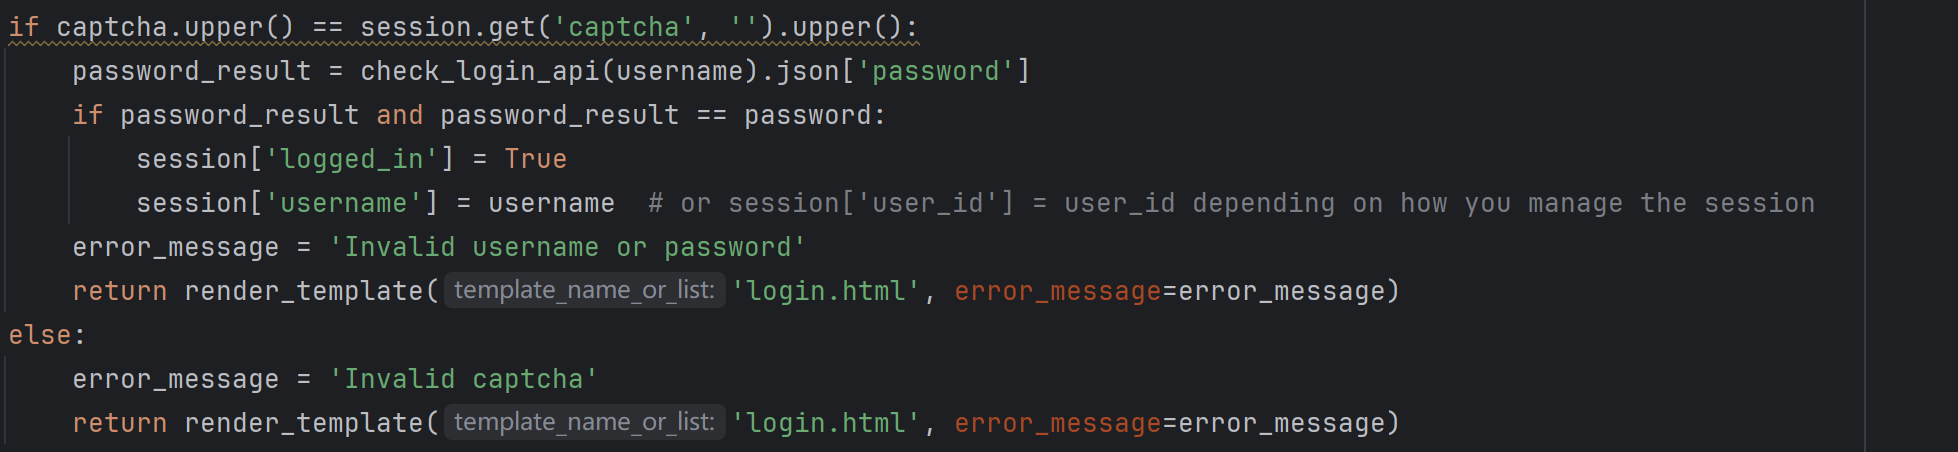 if captcha.upper() == session.get('captcha', '').upper():
    password_result = check_login_api(username).json['password']
    if password_result and password_result == password:
        session['logged_in'] = True
        session['username'] = username  # or session['user_id'] = user_id depending on how you manage the session
    error_message = 'Invalid username or password'
    return render_template( template_name_or_list: 'login.html', error_message=error_message)
else:
    error_message = 'Invalid captcha'
    return render_template( template_name_or_list: 'login.html', error_message=error_message)